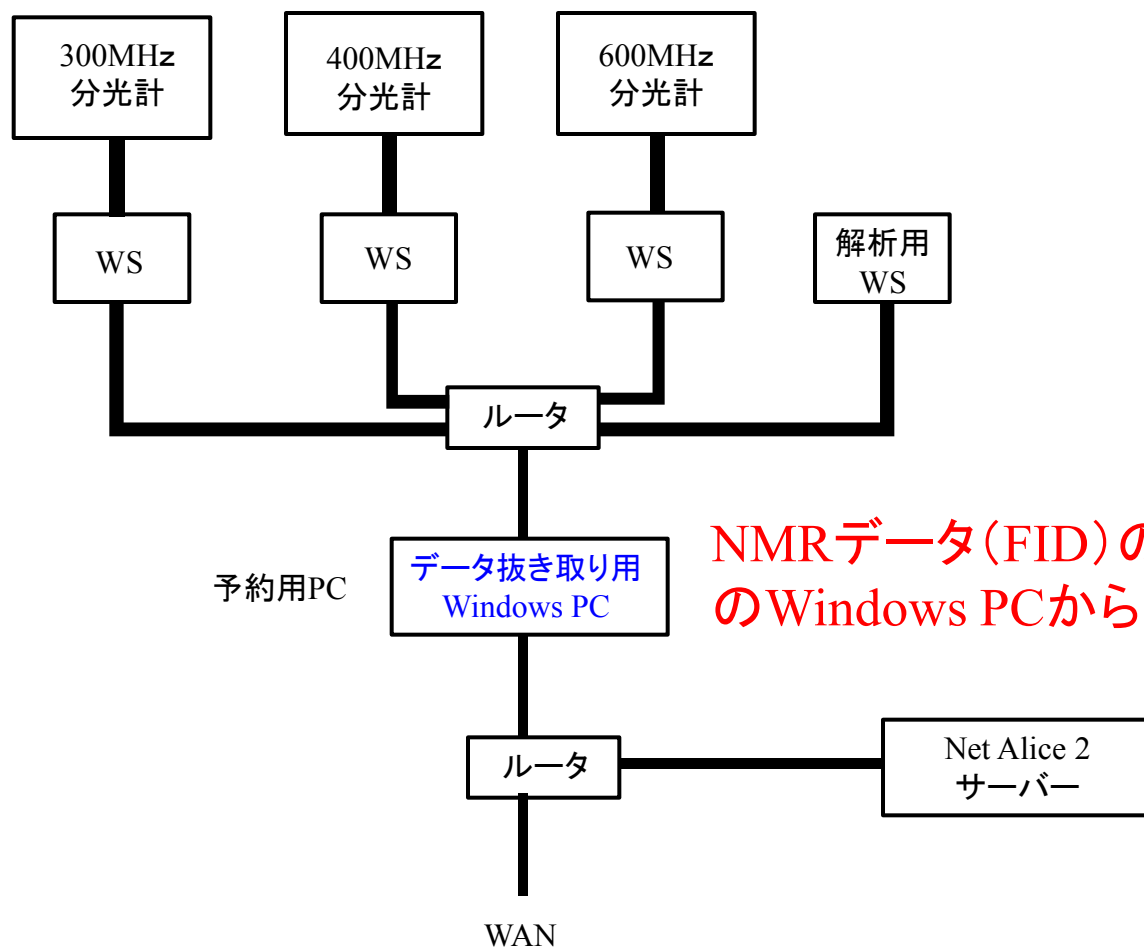 300MHz
分光計
400MHz
分光計
600MHz
分光計
WS
WS
WS
解析用
WS
ルータ
予約用PC
データ抜き取り用
Windows PC
NMRデータ（FID）の
のWindows PCから
ルータ
Net Alice 2
サーバー
WAN